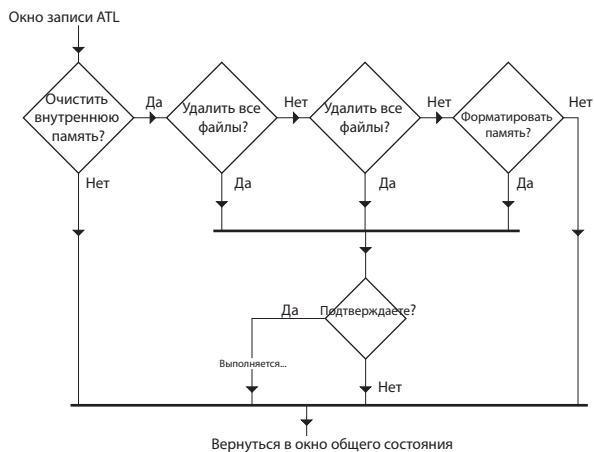 Окно записи ATL
Очистить
внутреннюю
память?
Да
Удалить все
файлы?
Нет
Удалить все
файлы?
Нет
Форматировать
память?
Нет
Нет
Да
Да
Да
Да
Подтверждаете?
Выполняется...
Нет
Вернуться в окно общего состояния